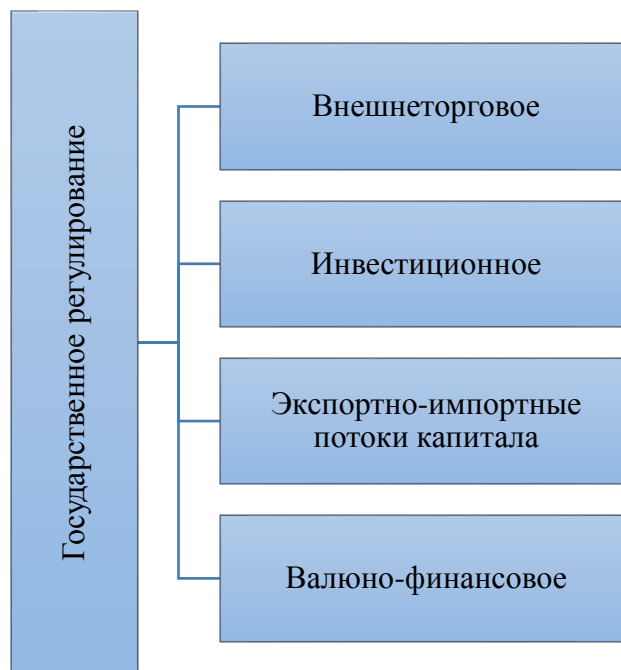 Государственное регулирование
Внешнеторговое
Инвестиционное
Экспортно-импортные
потоки капитала
Валюно-финансовое